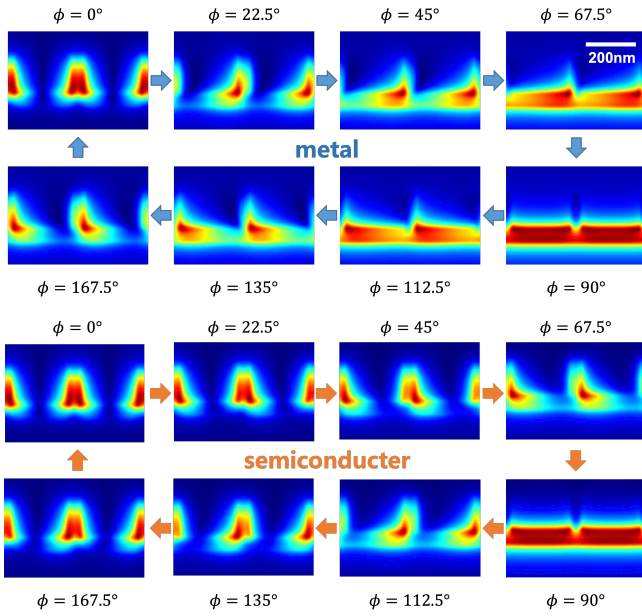 ϕ = 0° ϕ = 22.5° ϕ = 45° ϕ = 67.5°
200nm
metal
ϕ = 167.5° ϕ = 135° ϕ = 112.5° ϕ = 90°
ϕ = 0° ϕ = 22.5° ϕ = 45° ϕ = 67.5°
semiconducter
ϕ = 167.5° ϕ = 135° ϕ = 112.5° ϕ = 90°